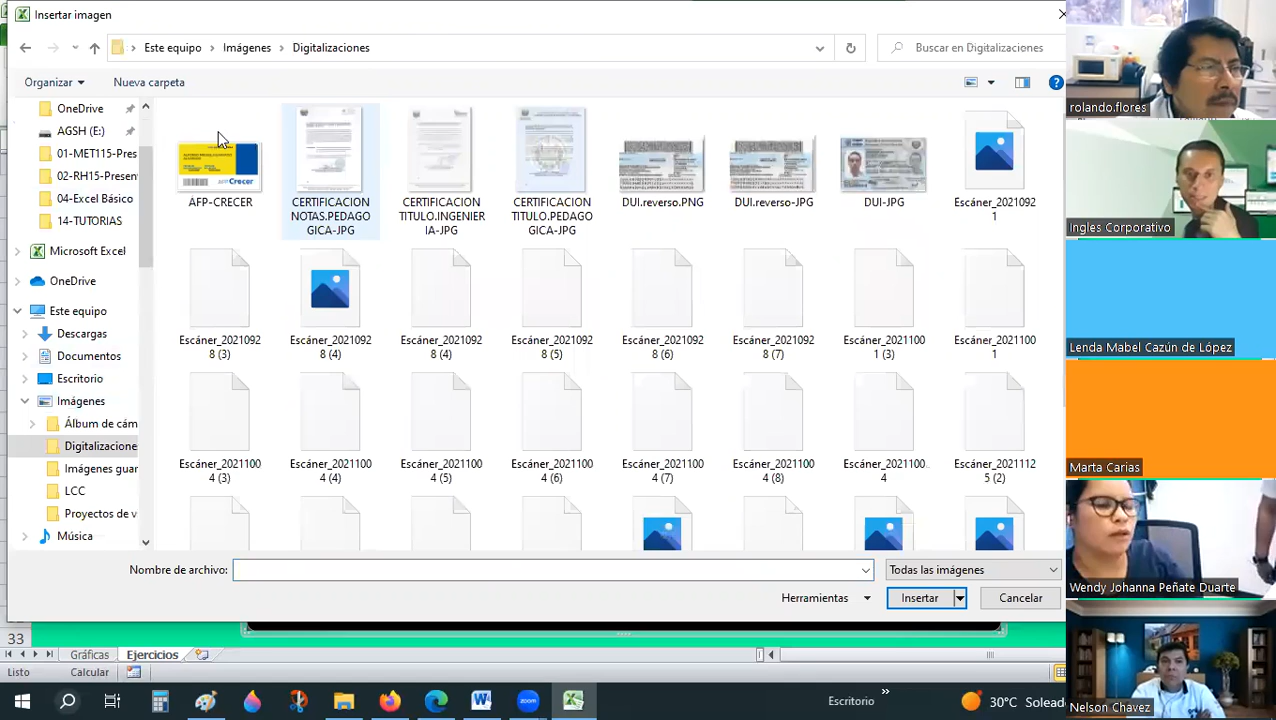 Insertar imagen
Este equipo > Imágenes > Digitalizaciones
Buscar en Digitalizaciones
Organizar
Nueva carpeta
OneDrive
AGSH (E:)
01-MET115-Pres
02-RH15-Present
04-Excel Básico
14-TUTORIAS
Microsoft Excel
OneDrive
Este equipo
Descargas
Documentos
Escritorio
Imágenes
Álbum de cám
Digitalizacione
Imágenes guar
LCC
Proyectos de v
Música
Crecer
AFP-CRECER
CERTIFICACION
NOTAS.PEDAGO
GICA-JPG
CERTIFICACION
TITULO.INGENIER
IA-JPG
CERTIFICACION
TITULO.PEDAGO
GICA-JPG
DUI.reverso.PNG
DUI.reverso-JPG
DUI-JPG
Escáner_2021092
1
Escáner_2021092
8 (3)
Escáner_2021092
8 (4)
Escáner_2021092
8 (4)
Escáner_2021092
8 (5)
Escáner_2021092
8 (6)
Escáner_2021092
8 (7)
Escáner_2021100
1 (3)
Escáner_2021100
1
Escáner_2021100
4 (3)
Escáner_2021100
4 (4)
Escáner_2021100
4 (5)
Escáner_2021100
4 (6)
Escáner_2021100
4 (7)
Escáner_2021100
4 (8)
Escáner_2021100
4
Escáner_2021112
5 (2)
Nombre de archivo:
Todas las imágenes
Herramientas
Insertar
Cancelar
33
Gráficas
Ejercicios
Listo
Calcular
Escritorio
30°C Soleado
zoom
rolando.flores
Ingles Corporativo
Lenda Mabel Cazún de López
Marta Carias
Wendy Johanna Peñate Duarte
Nelson Chavez